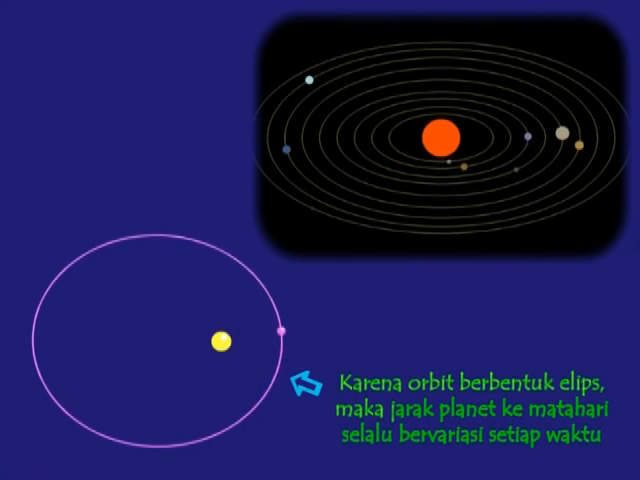 Karena orbit berbentuk elips,
maka jarak planet ke matahari
selalu bervariasi setiap waktu